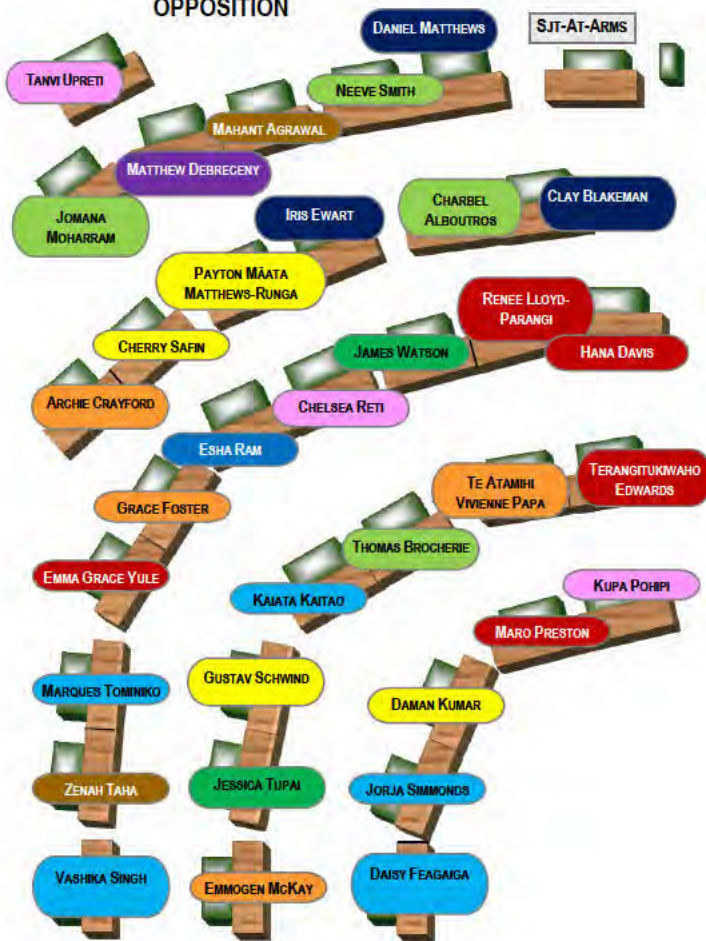 OPPOSITION
DANIEL MATTHEWS
SJT-AT-ARMS
TANVI UPRETI
NEEVE SMITH
MAHANT AGRAWAL
MATTHEW DEBRECENY
JOMANA
MOHARRAM
IRIS EWART
CHARBEL
ALBOUTROS
CLAY BLAKEMAN
PAYTON MĀATA
MATTHEWS-RUNGA
RENEE LLOYD-
PARANGI
CHERRY SAFIN
JAMES WATSON
HANA DAVIS
ARCHIE CRAYFORD
CHELSEA RETI
ESHA RAM
TE ATAMIHI
VIVIENNE PAPA
TERANGITUKIWAHO
EDWARDS
GRACE FOSTER
THOMAS BROCHERIE
EMMA GRACE YULE
KAIATA KAITAO
KUPA POHIPI
MARO PRESTON
MARQUES TOMINIKO
GUSTAV SCHWIND
DAMAN KUMAR
ZENAH TAHA
JESSICA TUPAI
JORJA SIMMONDS
VASHIKA SINGH
EMMOGEN MCKAY
DAISY FEAGAIGA